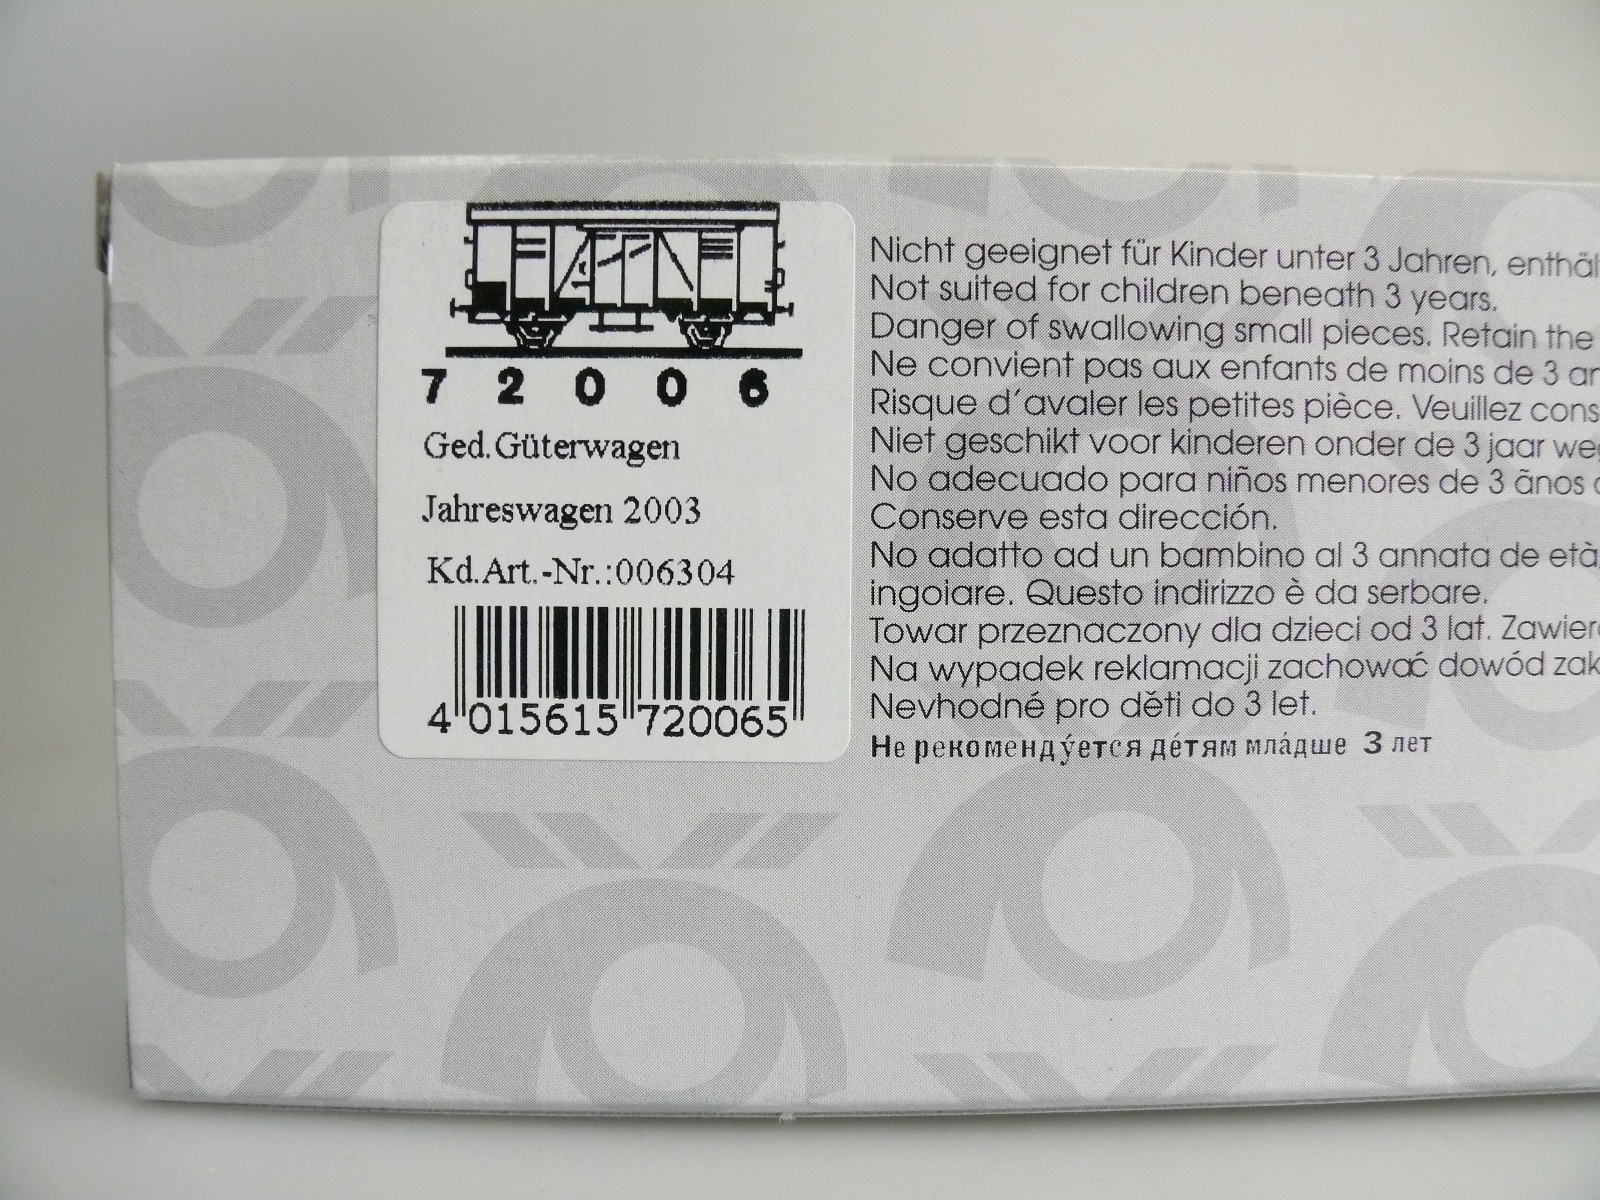 72006
Ged.Güterwagen
Jahreswagen 2003
Kd.Art.-Nr.:006304
4 015615 720065
Nicht geeignet für Kinder unter 3 Jahren,
Not suited for children beneath 3 years.
Danger of swallowing small pieces. Retain the
Ne convient pas aux enfants de moins de 3
Risque d'avaler les petites pièce. Veuillez
Niet geschikt voor kinderen onder de 3 jaar
No adecuado para niños menores de 3 ãnos
Conserve esta dirección.
No adatto ad un bambino al 3 annata de età,
ingoiare. Questo indirizzo è da serbare.
Towar przeznaczony dla dzieci od 3 lat.
Na wypadek reklamacji zachować dowód
Nevhodné pro děti do 3 let.
Не рекомендýется дéтям млáдше 3 лет